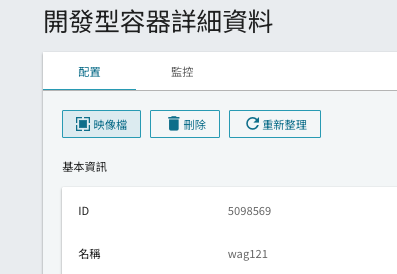 開發型容器詳細資料
配置 監控
映像檔 刪除 重新整理
基本資訊
ID 5098569
名稱 wag121